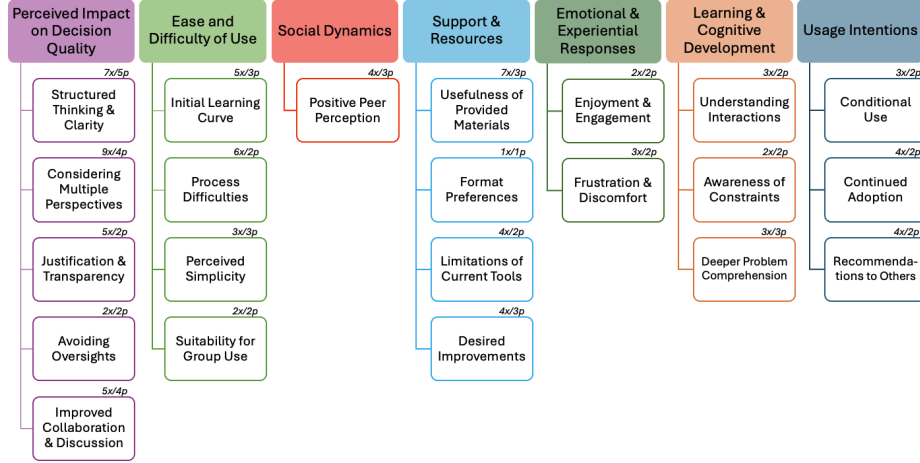 Perceived Impact
on Decision
Quality
7x/5p
Structured
Thinking &
Clarity
9x/4p
Considering
Multiple
Perspectives
5x/2p
Justification &
Transparency
2x/2p
Avoiding
Oversights
5x/4p
Improved
Collaboration
& Discussion
Ease and
Difficulty of Use
5x/3p
Initial Learning
Curve
6x/2p
Process
Difficulties
3x/3p
Perceived
Simplicity
2x/2p
Suitability for
Group Use
Social Dynamics
4x/3p
Positive Peer
Perception
Support &
Resources
7x/3p
Usefulness of
Provided
Materials
1x/1p
Format
Preferences
4x/2p
Limitations of
Current Tools
4x/3p
Desired
Improvements
Emotional &
Experiential
Responses
2x/2p
Enjoyment &
Engagement
3x/2p
Frustration &
Discomfort
Learning &
Cognitive
Development
3x/2p
Understanding
Interactions
2x/2p
Awareness of
Constraints
3x/3p
Deeper Problem
Comprehension
Usage Intentions
3x/2p
Conditional
Use
4x/2p
Continued
Adoption
4x/2p
Recommenda-
tions to Others